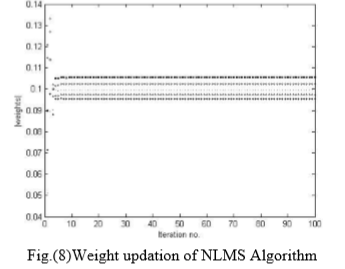 0.14
0.13
0.12
0.11
0.1
0.09
0.08
0.07
0.06
0.05
0.04
|weights|
0 10 20 30 40 50 60 70 80 90 100
Iteration no.
Fig.(8)Weight updation of NLMS Algorithm